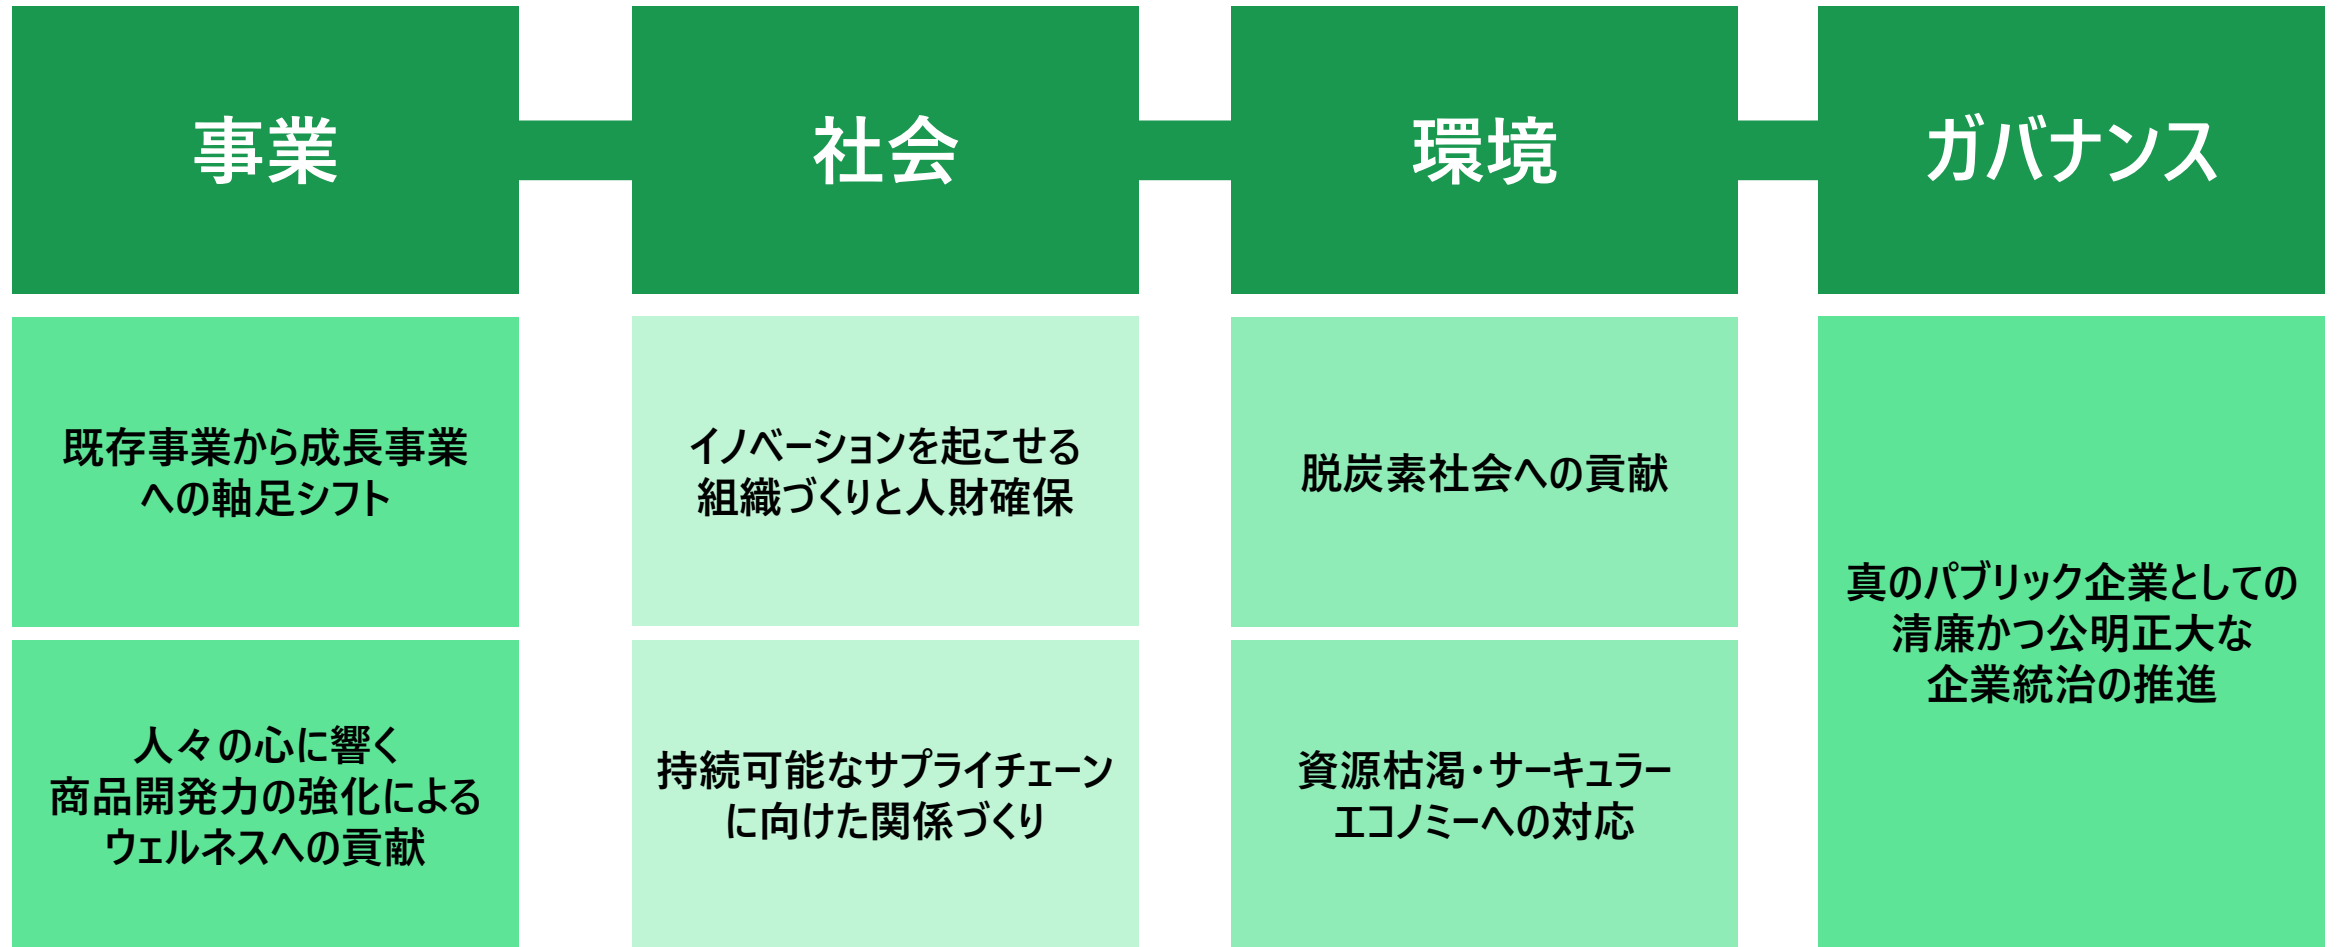 事業
社会
環境
ガバナンス
既存事業から成長事業
への軸足シフト
人々の心に響く
商品開発力の強化による
ウェルネスへの貢献
イノベーションを起こせる
組織づくりと人財確保
持続可能なサプライチェーン
に向けた関係づくり
脱炭素社会への貢献
資源枯渇・サーキュラー
エコノミーへの対応
真のパブリック企業としての
清廉かつ公明正大な
企業統治の推進